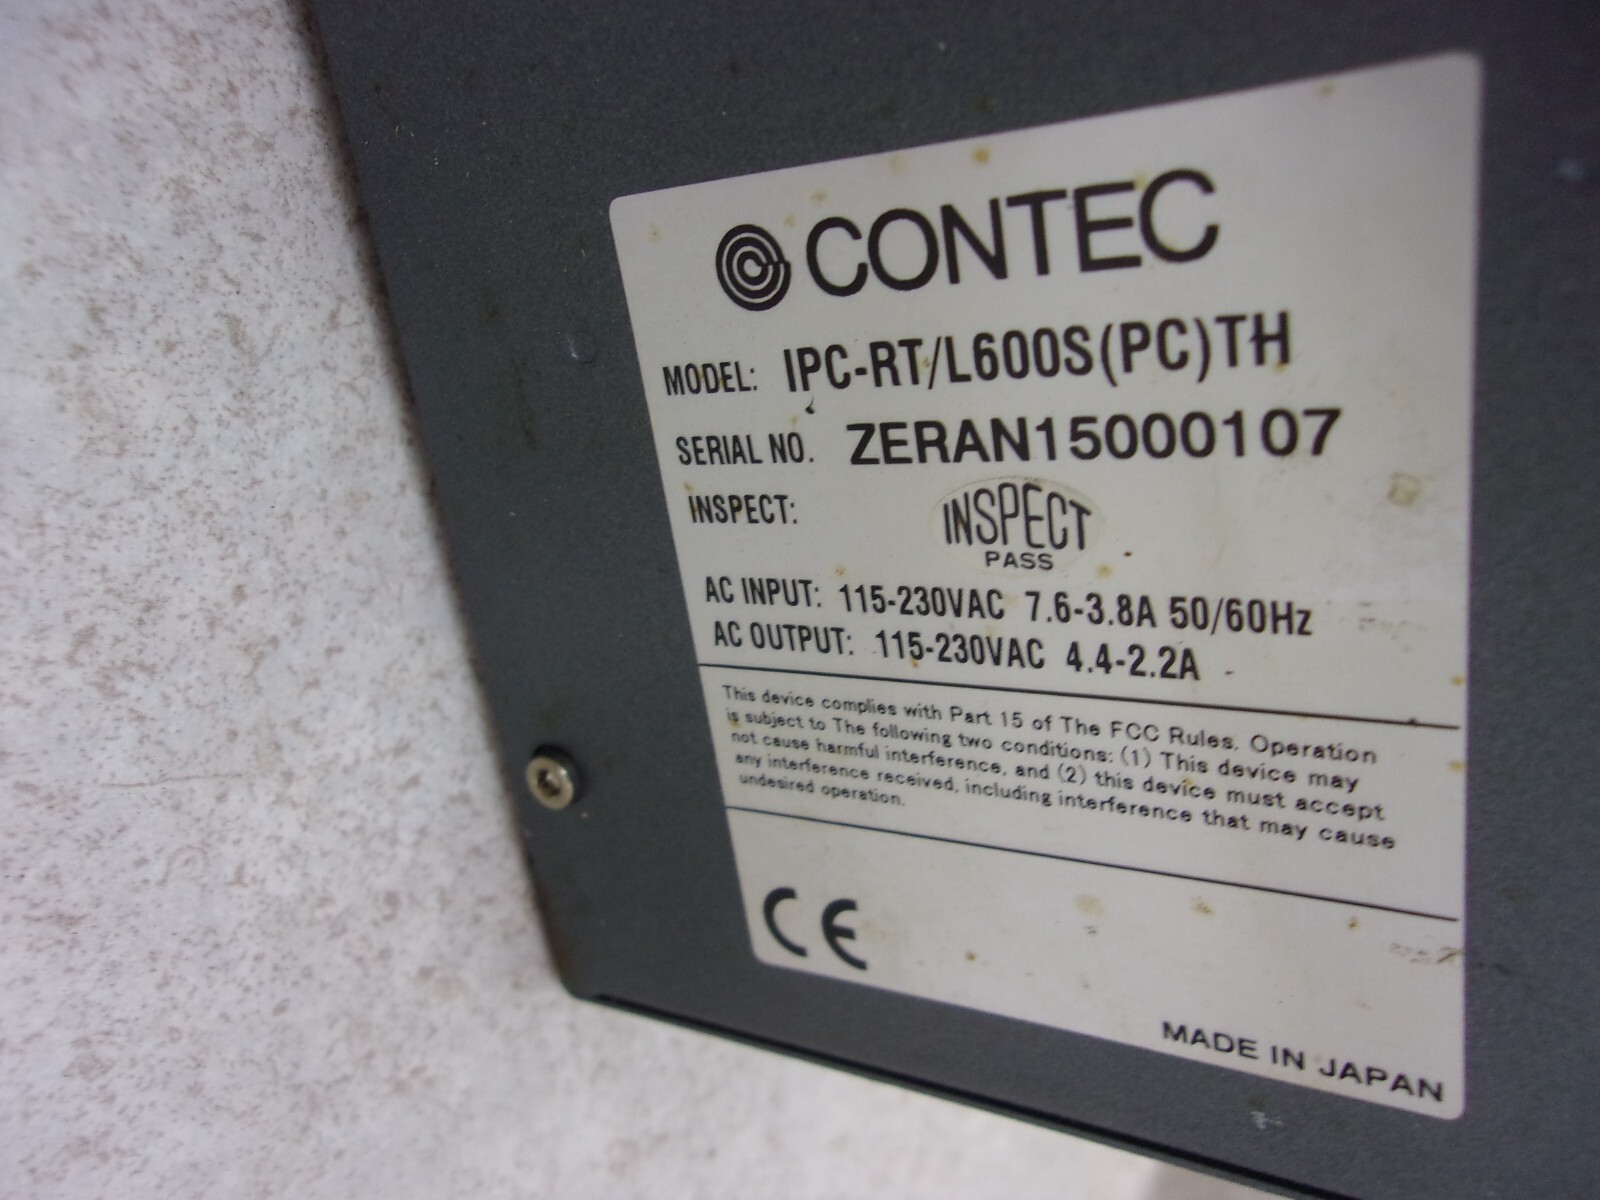 CONTEC
MODEL: IPC-RT/L600S(PC)TH
SERIAL NO. ZERAN15000107
INSPECT: INSPECT
PASS
AC INPUT: 115-230VAC 7.6-3.8A 50/60Hz
AC OUTPUT: 115-230VAC 4.4-2.2A
This device complies with Part 15 of The FCC Rules. Operation
is subject to The following two conditions: (1) This device may
not cause harmful interference, and (2) this device must accept
any interference received, including interference that may cause
undesired operation.
CE
MADE IN JAPAN